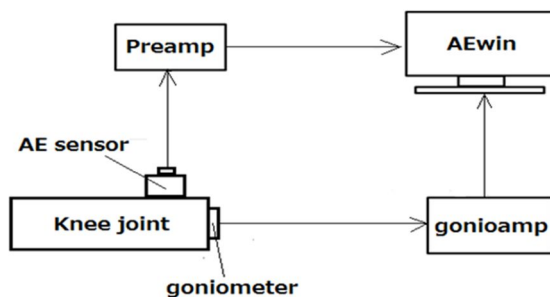 Preamp
AEwin
AE sensor
Knee joint
gonioamp
goniometer